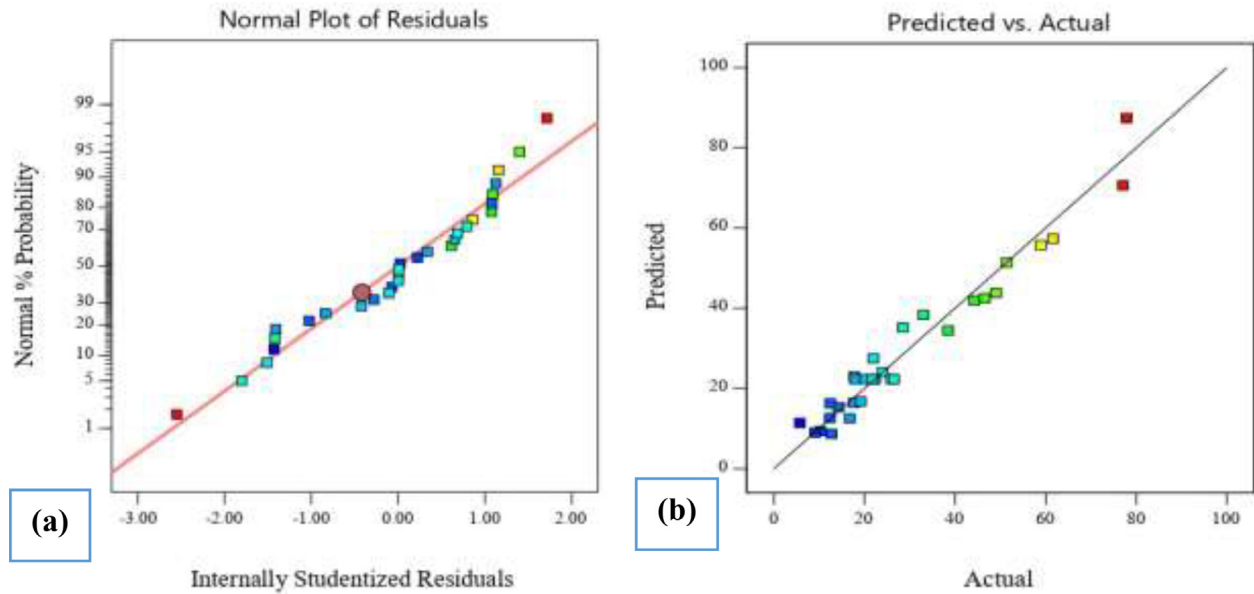 Normal Plot of Residuals
Normal % Probability
99
95
90
80
70
50
30
20
10
5
1
-3.00 -2.00 -1.00 0.00 1.00 2.00
(a)
Internally Studentized Residuals
Predicted vs. Actual
Predicted
100
80
60
40
20
0
0 20 40 60 80 100
(b)
Actual